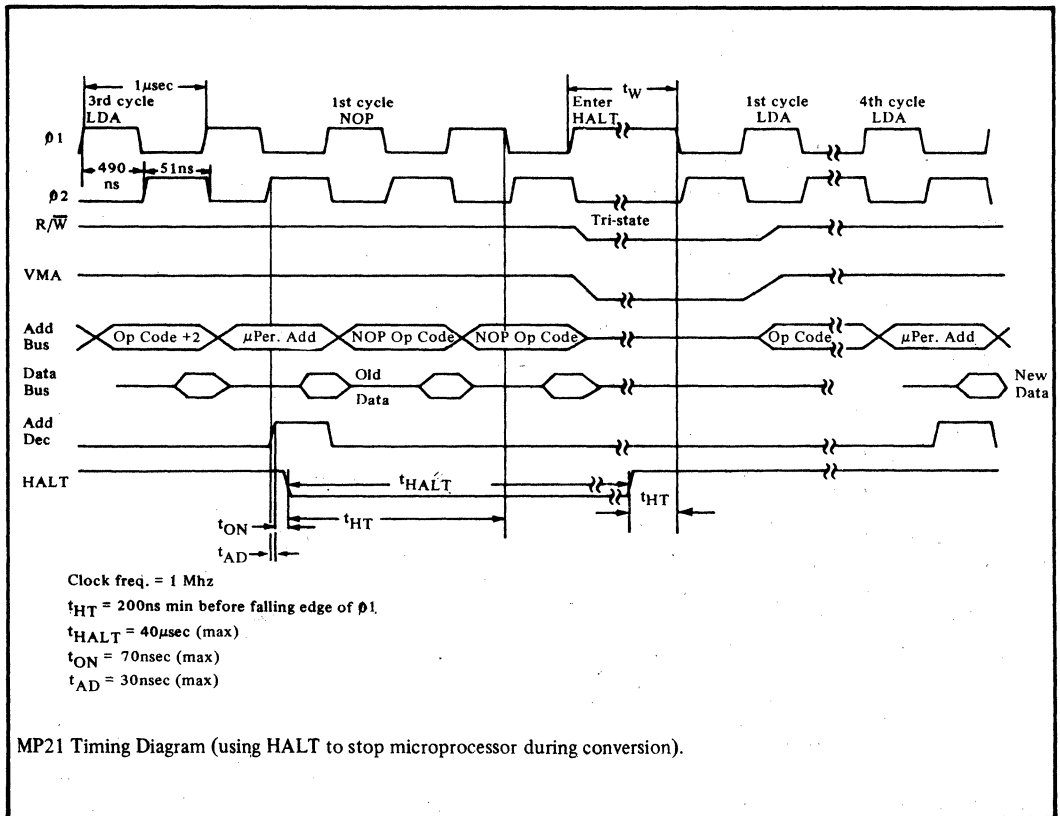 1μsec
3rd cycle
LDA
1st cycle
NOP
Enter
HALT
tW
1st cycle
LDA
4th cycle
LDA
ϕ1
490
ns
51ns
ϕ2
R/W̅
Tri-state
VMA
Add
Bus
Op Code +2
μPer. Add
NOP Op Code
NOP Op Code
Op Code
μPer. Add
Data
Bus
Old
Data
New
Data
Add
Dec
HALT
tHALT
tHT
tHT
tON
tAD
Clock freq. = 1 Mhz
tHT = 200ns min before falling edge of ϕ1.
tHALT = 40μsec (max)
tON = 70nsec (max)
tAD = 30nsec (max)
MP21 Timing Diagram (using HALT to stop microprocessor during conversion).